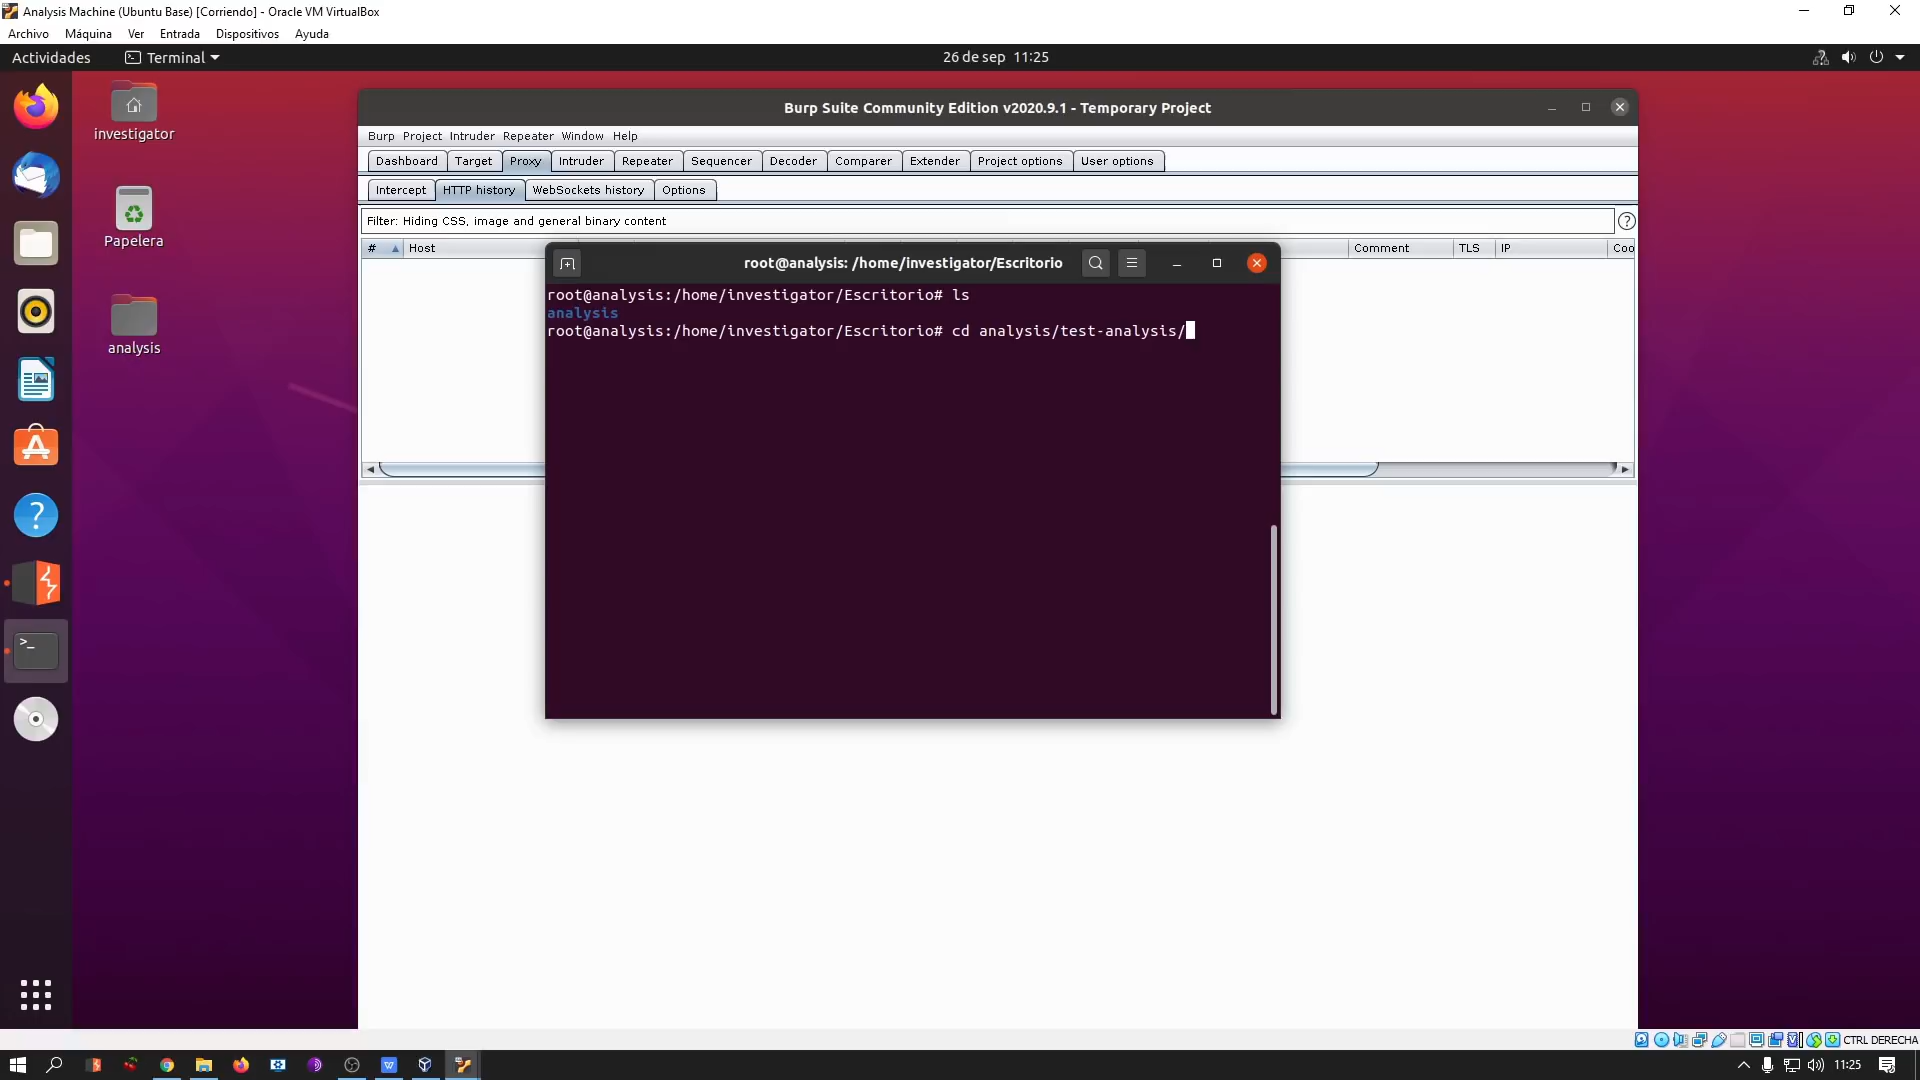 Analysis Machine (Ubuntu Base) [Corriendo] - Oracle VM VirtualBox
Archivo Máquina Ver Entrada Dispositivos Ayuda
Actividades Terminal 26 de sep 11:25
investigator
Papelera
analysis
Burp Suite Community Edition v2020.9.1 - Temporary Project
Burp Project Intruder Repeater Window Help
Dashboard Target Proxy Intruder Repeater Sequencer Decoder Comparer Extender Project options User options
Intercept HTTP history WebSockets history Options
Filter: Hiding CSS, image and general binary content
# Host Comment TLS IP Coo
root@analysis: /home/investigator/Escritorio
root@analysis:/home/investigator/Escritorio# ls
analysis
root@analysis:/home/investigator/Escritorio# cd analysis/test-analysis/
CTRL DERECHA
11:25